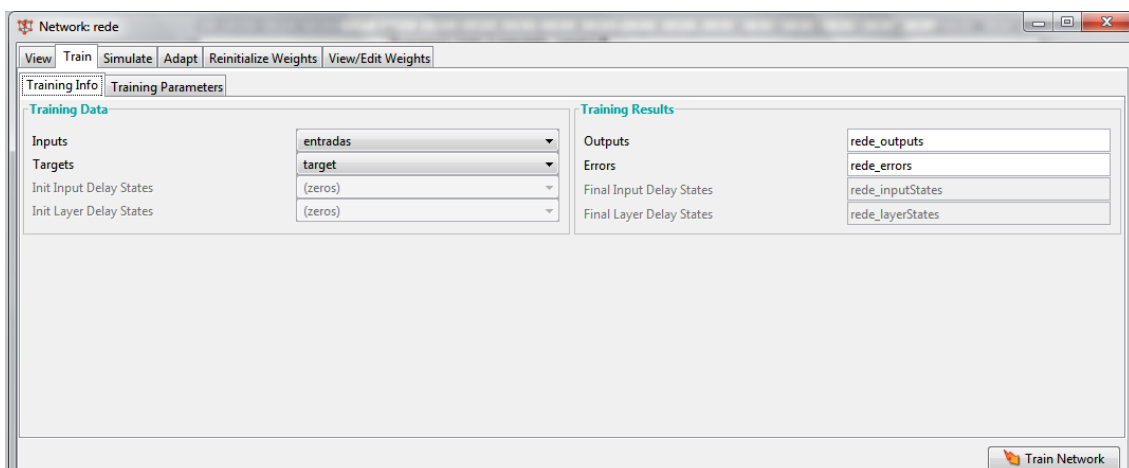 Network: rede
View Train Simulate Adapt Reinitialize Weights View/Edit Weights
Training Info Training Parameters
Training Data
Inputs entradas
Targets target
Init Input Delay States (zeros)
Init Layer Delay States (zeros)
Training Results
Outputs rede_outputs
Errors rede_errors
Final Input Delay States rede_inputStates
Final Layer Delay States rede_layerStates
Train Network